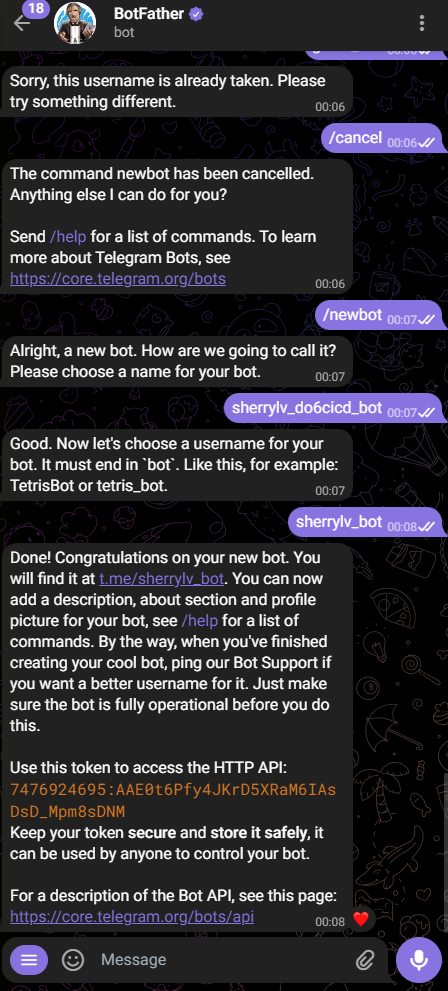 18
BotFather
bot
Sorry, this username is already taken. Please
try something different.
00:06
/cancel 00:06
The command newbot has been cancelled.
Anything else I can do for you?
Send /help for a list of commands. To learn
more about Telegram Bots, see
https://core.telegram.org/bots
00:06
/newbot 00:07
Alright, a new bot. How are we going to call it?
Please choose a name for your bot.
00:07
sherrylv_do6cicd_bot 00:07
Good. Now let's choose a username for your
bot. It must end in `bot`. Like this, for example:
TetrisBot or tetris_bot.
00:07
sherrylv_bot 00:08
Done! Congratulations on your new bot. You
will find it at t.me/sherrylv_bot. You can now
add a description, about section and profile
picture for your bot, see /help for a list of
commands. By the way, when you've finished
creating your cool bot, ping our Bot Support if
you want a better username for it. Just make
sure the bot is fully operational before you do
this.
Use this token to access the HTTP API:
7476924695:AAE0t6Pfy4JKrD5XRaM6IAs
DsD_Mpm8sDNM
Keep your token secure and store it safely, it
can be used by anyone to control your bot.
For a description of the Bot API, see this page:
https://core.telegram.org/bots/api
00:08
Message